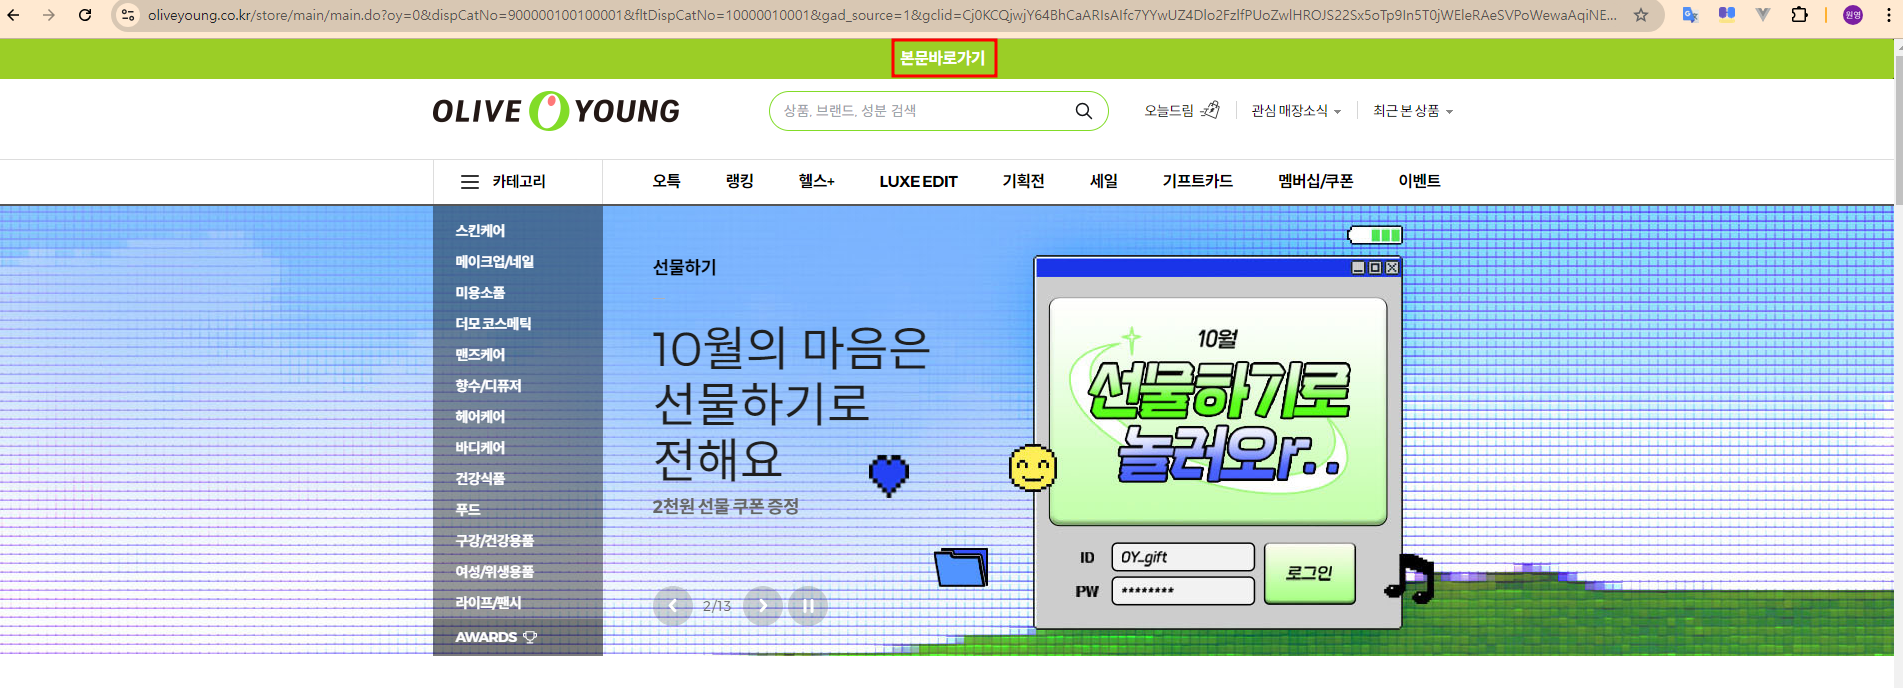 oliveyoung.co.kr/store/main/main.do?oy=0&dispCatNo=900000100100001&fltDispCatNo=10000010001&gad_source=1&gclid=Cj0KCQjwjY64BhCaARIsAIfc7YYwUZ4Dlo2FzlfPUoZwlHROJS22Sx5oTp9In5T0jWEleRAeSVPoWewaAqiNE...
원영
본문바로가기
OLIVE YOUNG
상품, 브랜드, 성분 검색
오늘드림
관심 매장소식
최근 본 상품
카테고리
오특
랭킹
헬스+
LUXE EDIT
기획전
세일
기프트카드
멤버십/쿠폰
이벤트
스킨케어
메이크업/네일
미용소품
더모 코스메틱
맨즈케어
향수/디퓨저
헤어케어
바디케어
건강식품
푸드
구강/건강용품
여성/위생용품
라이프/팬시
AWARDS
선물하기
10월의 마음은
선물하기로
전해요
2천원 선물 쿠폰 증정
2/13
10월
선물하기로
놀러오r..
ID OY_gift
PW ********
로그인